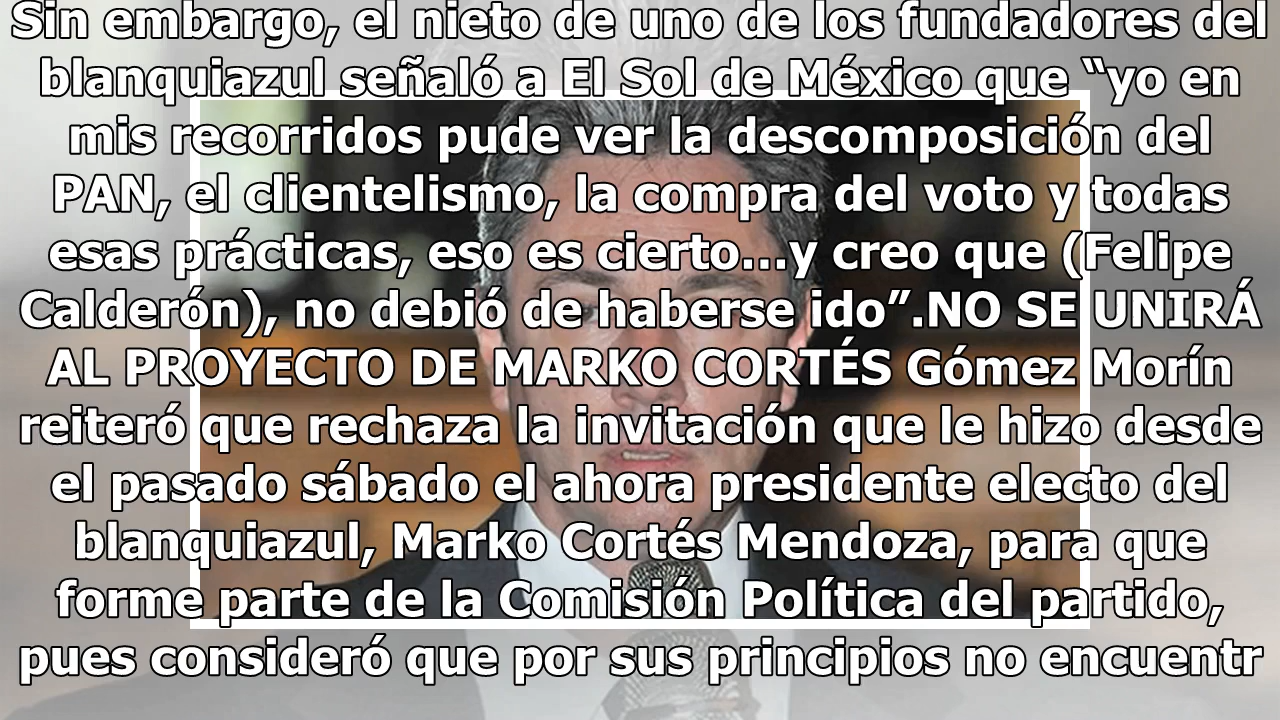 Sin embargo, el nieto de uno de los fundadores del
blanquiazul señaló a El Sol de México que “yo en
mis recorridos pude ver la descomposición del
PAN, el clientelismo, la compra del voto y todas
esas prácticas, eso es cierto...y creo que (Felipe
Calderón), no debió de haberse ido”.NO SE UNIRÁ
AL PROYECTO DE MARKO CORTÉS Gómez Morín
reiteró que rechaza la invitación que le hizo desde
el pasado sábado el ahora presidente electo del
blanquiazul, Marko Cortés Mendoza, para que
forme parte de la Comisión Política del partido,
pues consideró que por sus principios no encuentr